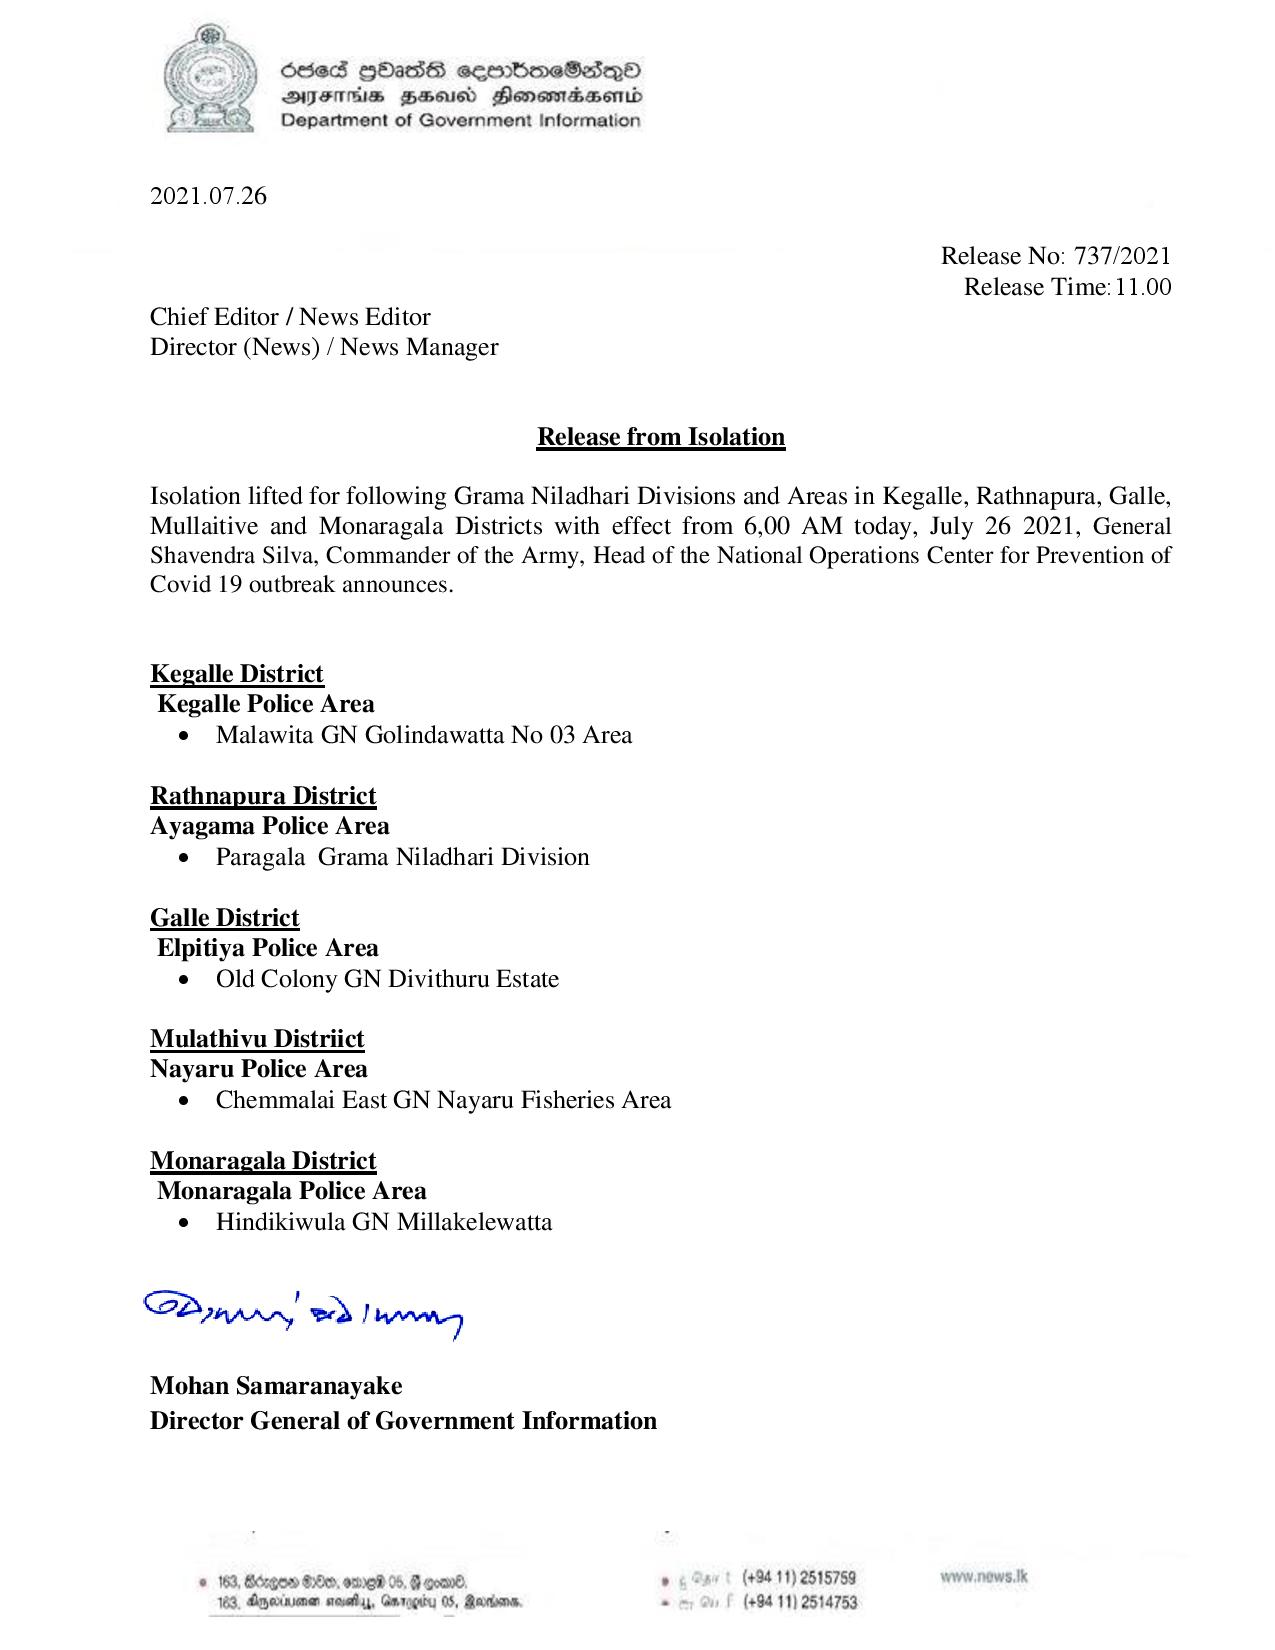 රජයේ ප්‍රවෘත්ති දෙපාර්තමේන්තුව
அரசாங்க தகவல் திணைக்களம்
Department of Government Information
2021.07.26
Release No: 737/2021
Release Time:11.00
Chief Editor / News Editor
Director (News) / News Manager
Release from Isolation
Isolation lifted for following Grama Niladhari Divisions and Areas in Kegalle, Rathnapura, Galle,
Mullaitive and Monaragala Districts with effect from 6,00 AM today, July 26 2021, General
Shavendra Silva, Commander of the Army, Head of the National Operations Center for Prevention of
Covid 19 outbreak announces.
Kegalle District
Kegalle Police Area
• Malawita GN Golindawatta No 03 Area
Rathnapura District
Ayagama Police Area
• Paragala Grama Niladhari Division
Galle District
Elpitiya Police Area
• Old Colony GN Divithuru Estate
Mulathivu Distriict
Nayaru Police Area
• Chemmalai East GN Nayaru Fisheries Area
Monaragala District
Monaragala Police Area
• Hindikiwula GN Millakelewatta
Mohan Samaranayake
Director General of Government Information
163, කිරුළපන මාවත, කොළඹ 05, ශ්‍රී ලංකාව.
163, கிருலப்பனை எவனியூ, கொழும்பு 05, இலங்கை.
(+94 11) 2515759
(+94 11) 2514753
www.news.lk